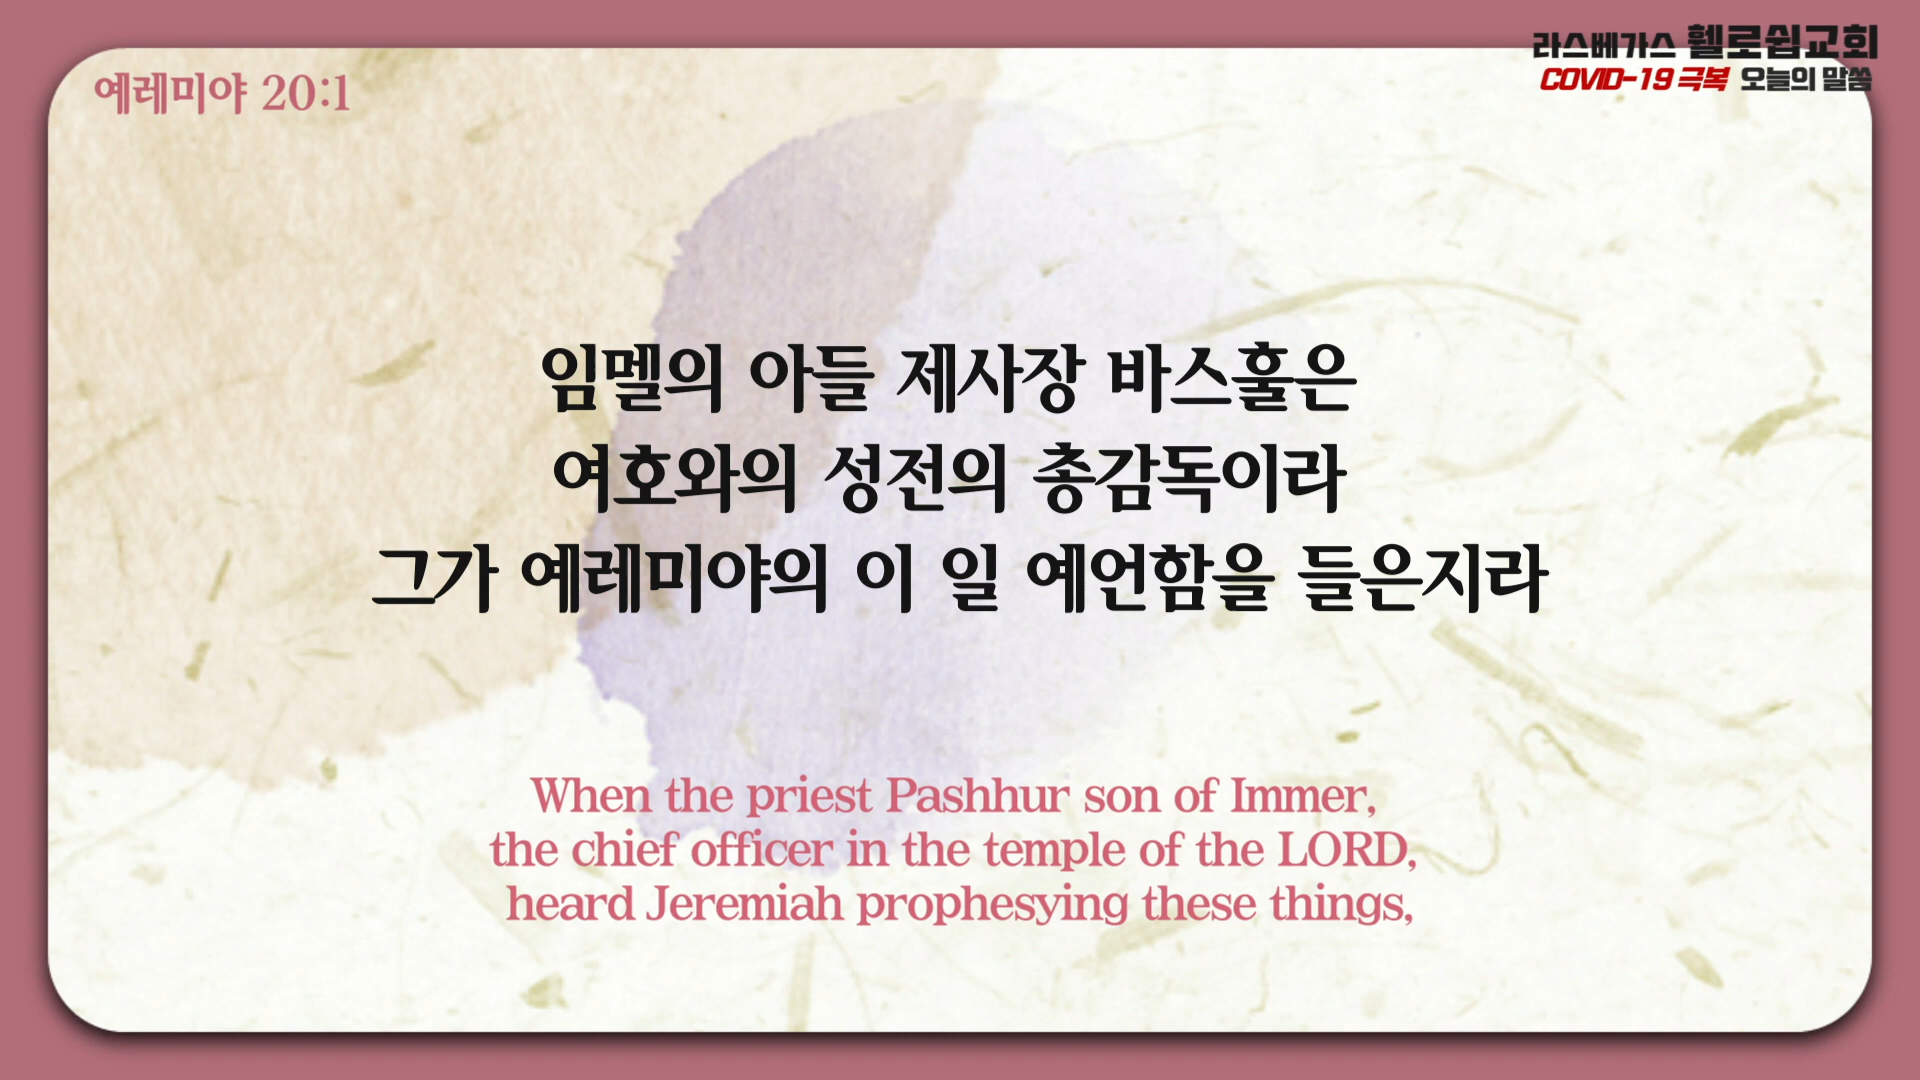 예레미야 20:1
라스베가스 휄로쉽교회
COVID-19 극복 오늘의 말씀
임멜의 아들 제사장 바스훌은
여호와의 성전의 총감독이라
그가 예레미야의 이 일 예언함을 들은지라
When the priest Pashhur son of Immer,
the chief officer in the temple of the LORD,
heard Jeremiah prophesying these things,